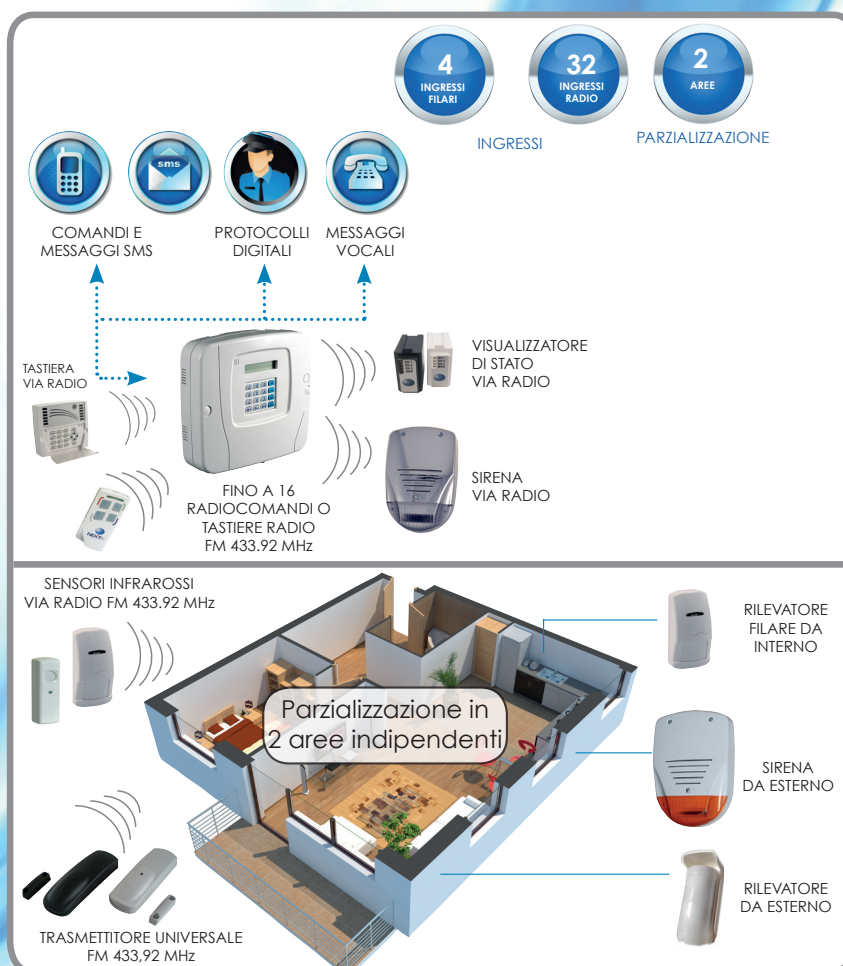 4
INGRESSI
FILARI
32
INGRESSI
RADIO
2
AREE
INGRESSI
PARZIALIZZAZIONE
sms
COMANDI E
MESSAGGI SMS
PROTOCOLLI
DIGITALI
MESSAGGI
VOCALI
TASTIERA
VIA RADIO
VISUALIZZATORE
DI STATO
VIA RADIO
SIRENA
VIA RADIO
NEXT
FINO A 16
RADIOCOMANDI O
TASTIERE RADIO
FM 433.92 MHz
SENSORI INFRAROSSI
VIA RADIO FM 433.92 MHz
RILEVATORE
FILARE DA
INTERNO
Parzializzazione in
2 aree indipendenti
SIRENA
DA ESTERNO
RILEVATORE
DA ESTERNO
TRASMETTITORE UNIVERSALE
FM 433,92 MHz